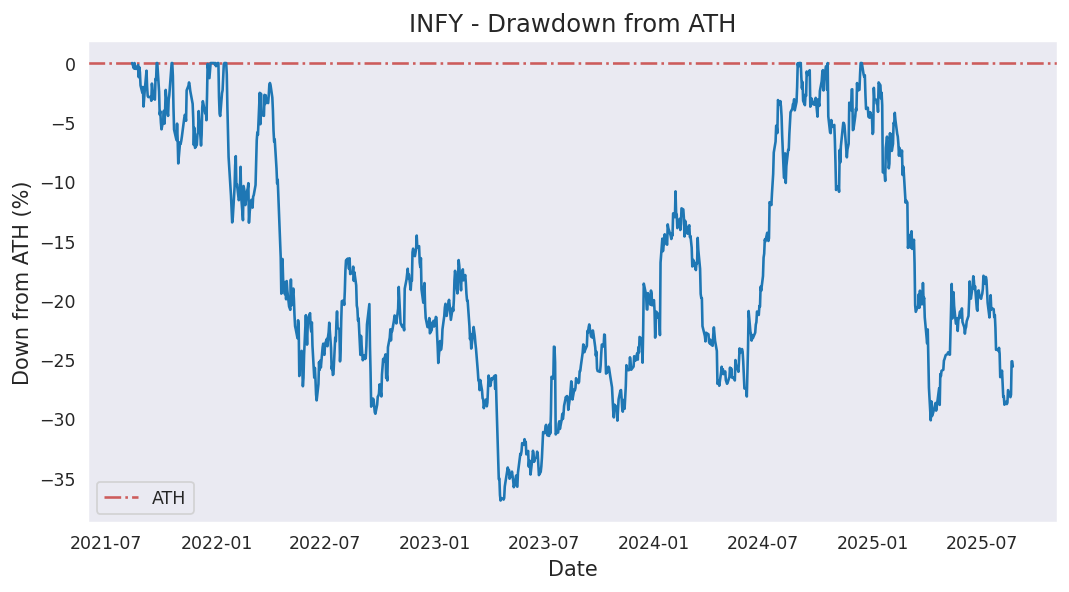 INFY - Drawdown from ATH
Down from ATH (%)
0
−5
−10
−15
−20
−25
−30
−35
ATH
2021-07 2022-01 2022-07 2023-01 2023-07 2024-01 2024-07 2025-01 2025-07
Date